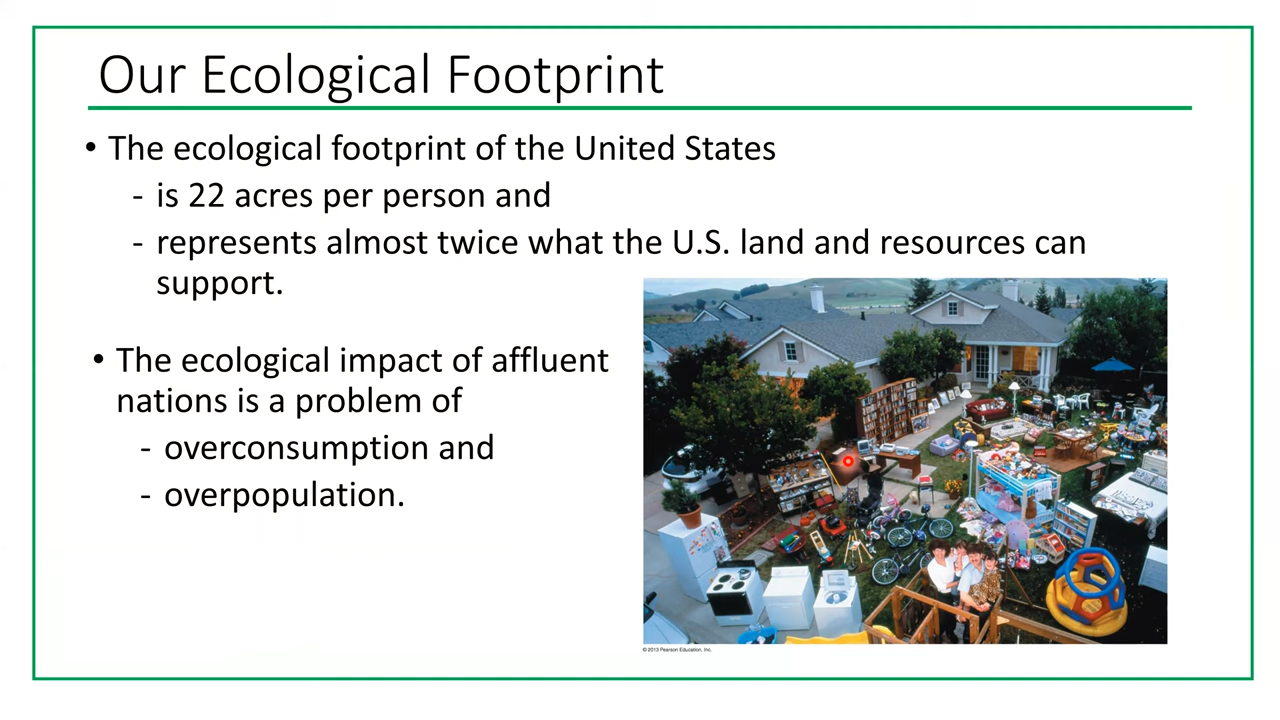 Our Ecological Footprint
• The ecological footprint of the United States
- is 22 acres per person and
- represents almost twice what the U.S. land and resources can
support.
• The ecological impact of affluent
nations is a problem of
- overconsumption and
- overpopulation.
© 2013 Pearson Education, Inc.